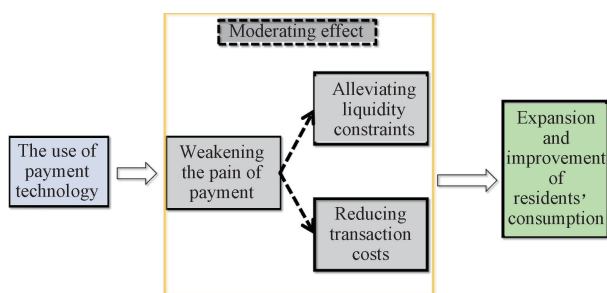 Moderating effect
The use of
payment
technology
Weakening
the pain of
payment
Alleviating
liquidity
constraints
Reducing
transaction
costs
Expansion
and
improvement
of
residents’
consumption